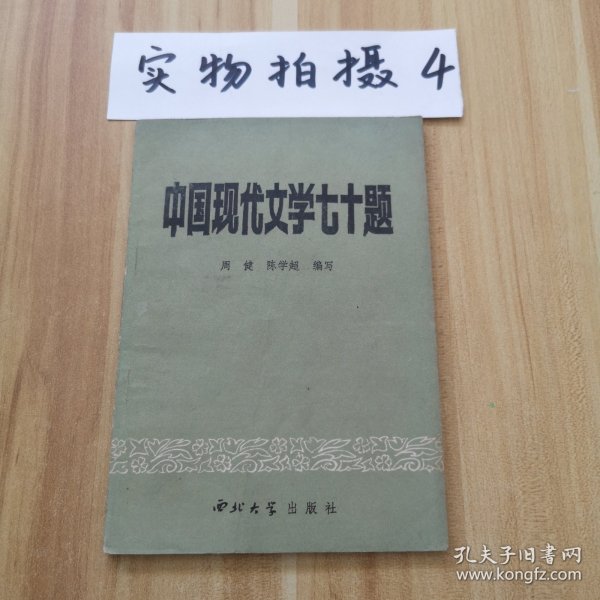 实物拍摄4
中国现代文学七十题
周健 陈学超 编写
西北大学出版社
孔夫子旧书网
www.kongfz.com